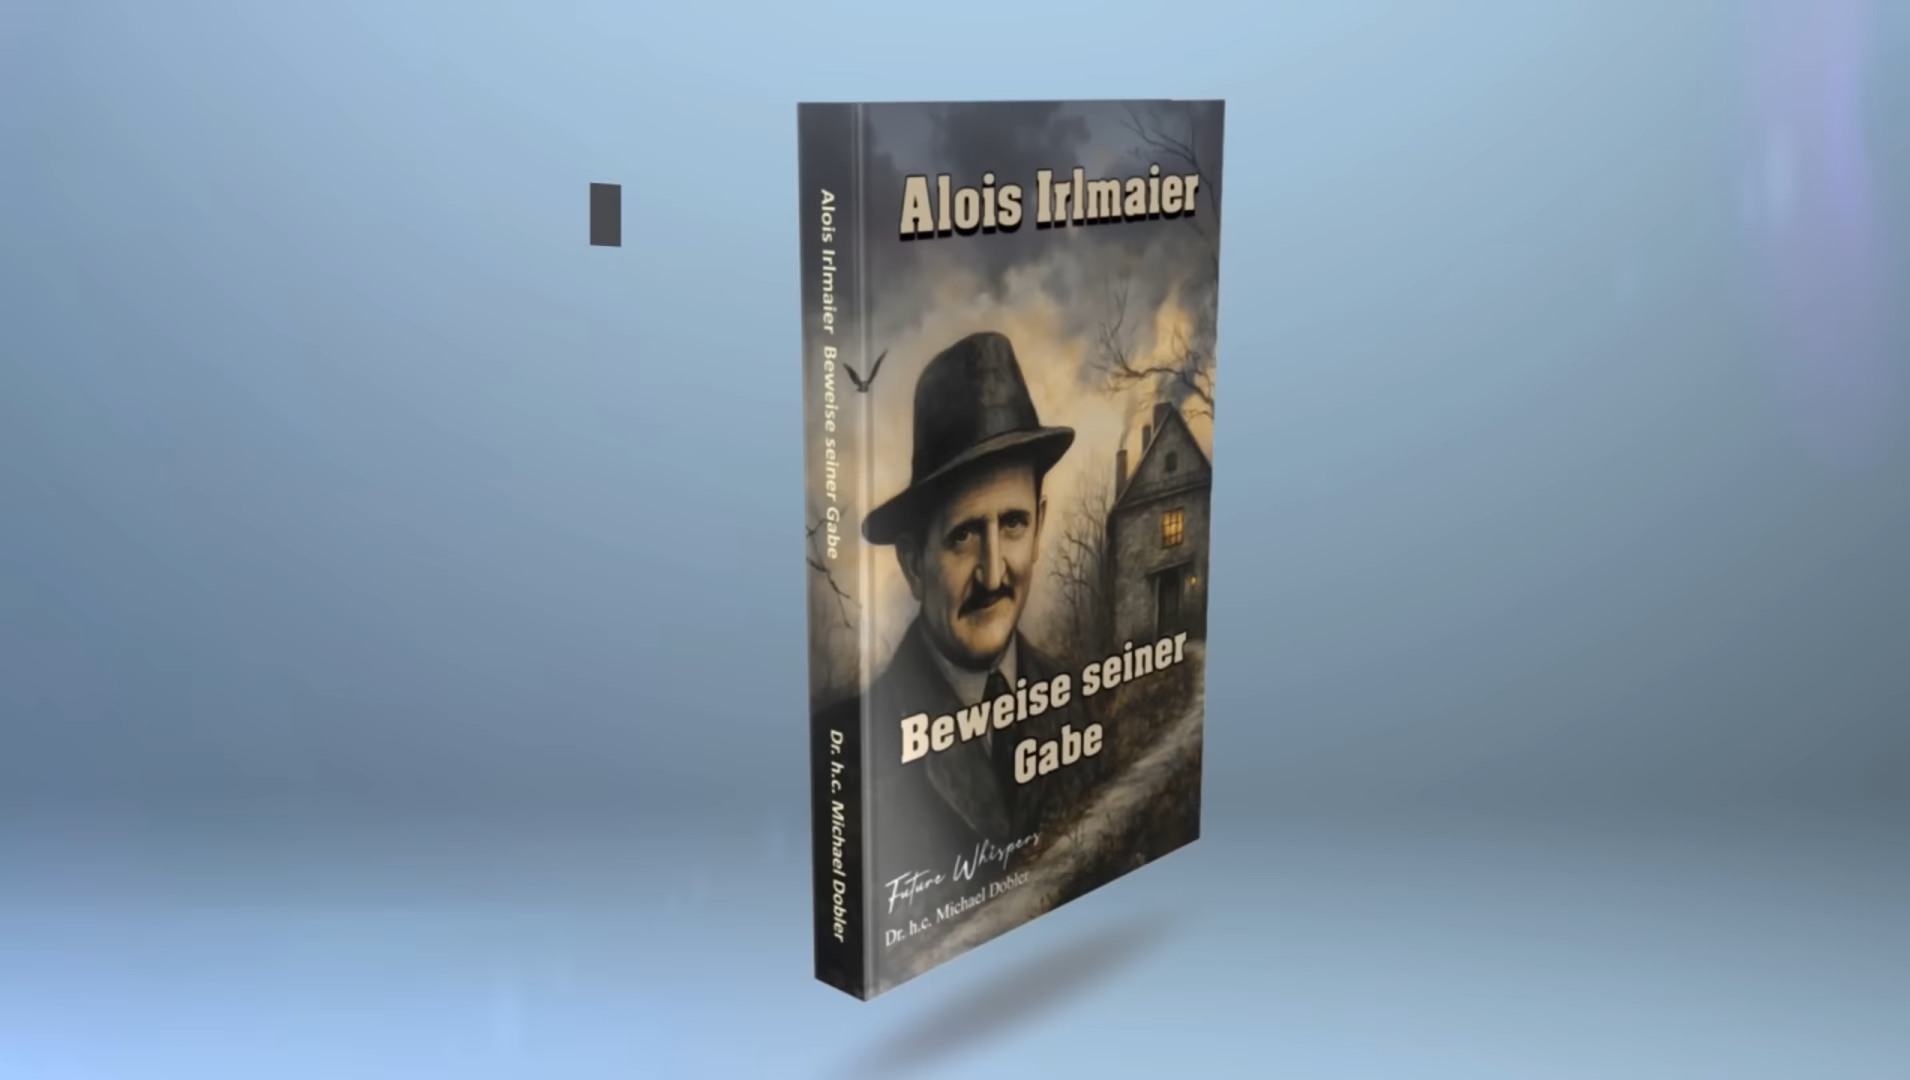 Alois Irlmaier Beweise seiner Gabe
Dr. h.c. Michael Dobler
Alois Irlmaier
Beweise seiner
Gabe
Future Whispers
Dr. h.c. Michael Dobler